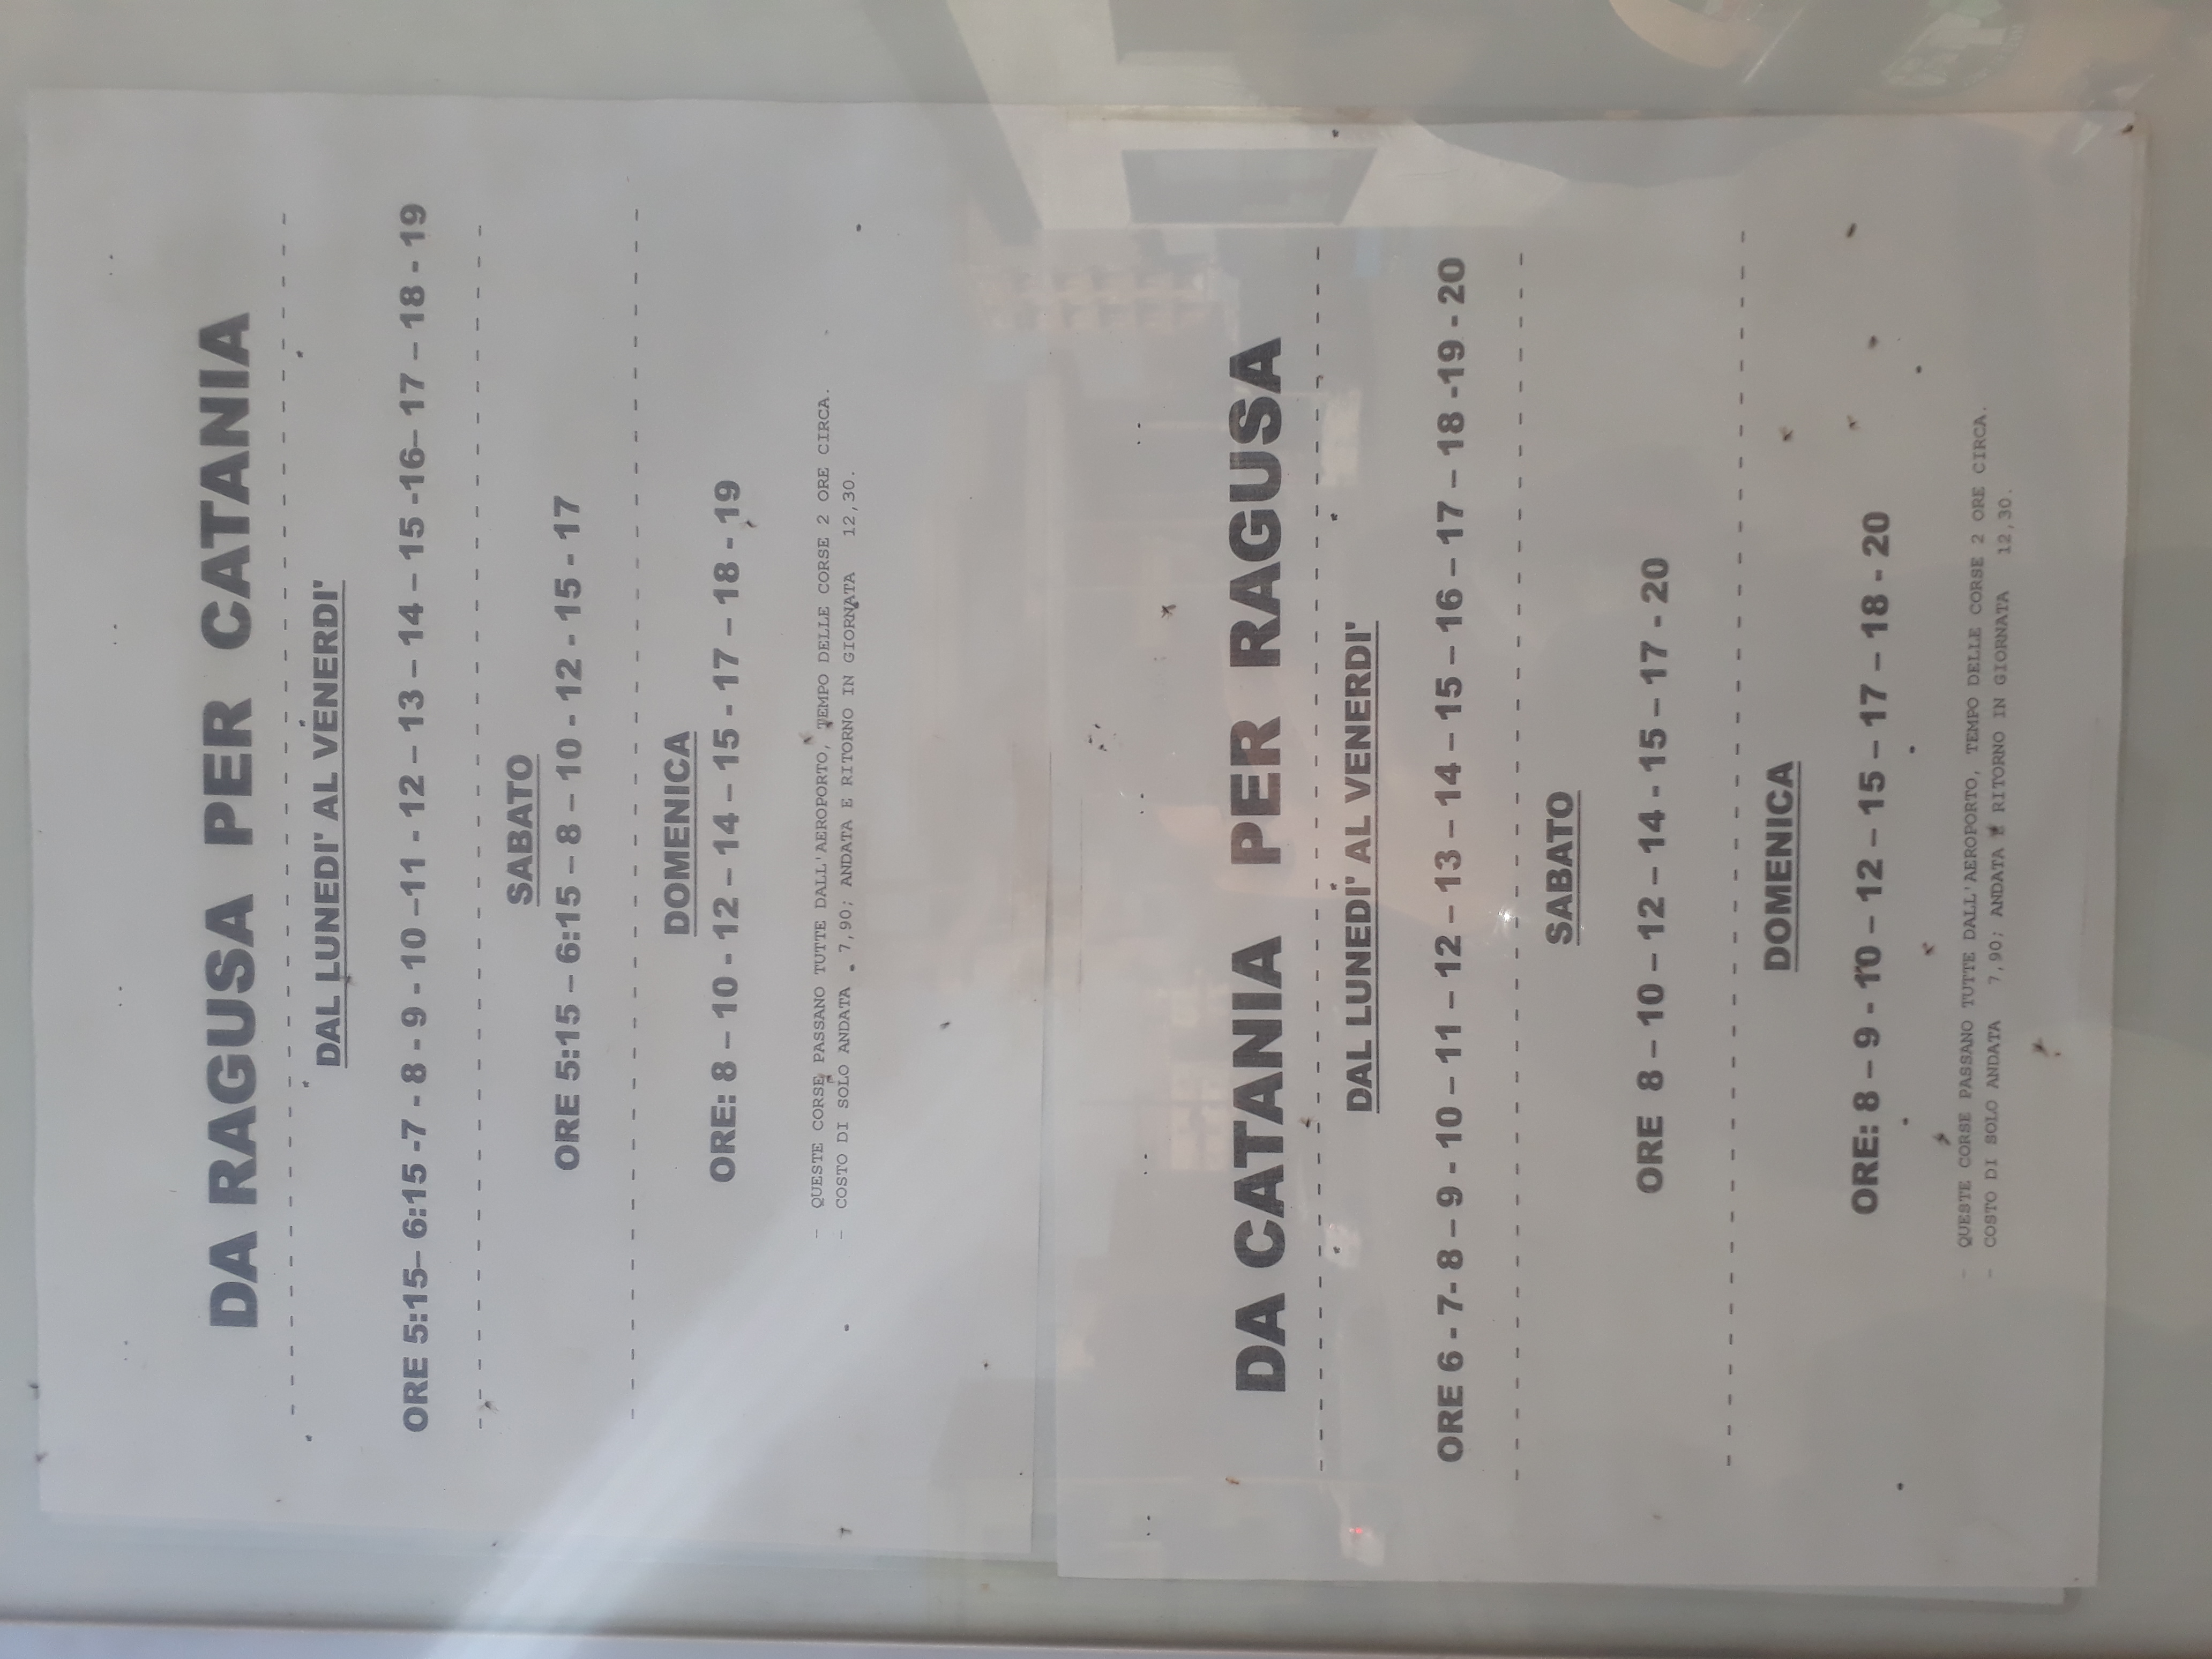 DA RAGUSA PER CATANIA
DAL LUNEDI' AL VENERDI'
ORE 5:15– 6:15 -7 - 8 - 9 - 10 –11 - 12 – 13 – 14 – 15 -16– 17 – 18 - 19
SABATO
ORE 5:15 – 6:15 – 8 – 10 - 12 - 15 - 17
DOMENICA
ORE: 8 – 10 - 12 – 14 – 15 - 17 – 18 - 19
- QUESTE CORSE PASSANO TUTTE DALL'AEROPORTO, TEMPO DELLE CORSE 2 ORE CIRCA.
- COSTO DI SOLO ANDATA 7,90; ANDATA E RITORNO IN GIORNATA 12,30.
DA CATANIA PER RAGUSA
DAL LUNEDI' AL VENERDI'
ORE 6 - 7- 8 – 9 - 10 – 11 – 12 – 13 – 14 – 15 – 16 – 17 – 18 -19 - 20
SABATO
ORE 8 – 10 – 12 – 14 - 15 – 17 - 20
DOMENICA
ORE: 8 – 9 - 10 – 12 – 15 – 17 – 18 - 20
- QUESTE CORSE PASSANO TUTTE DALL'AEROPORTO, TEMPO DELLE CORSE 2 ORE CIRCA.
- COSTO DI SOLO ANDATA 7,90; ANDATA E RITORNO IN GIORNATA 12,30.